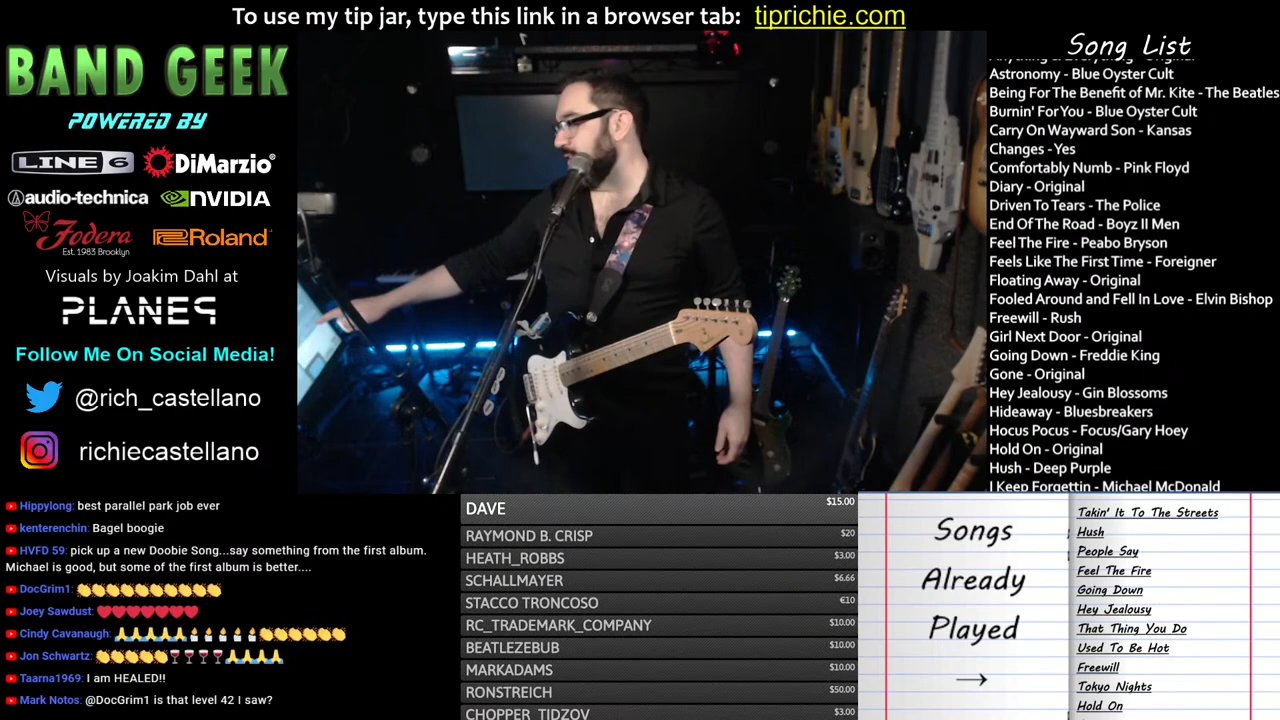 To use my tip jar, type this link in a browser tab: tiprichie.com
BAND GEEK
POWERED BY
LINE 6 DiMarzio®
audio-technica NVIDIA
Fodera Roland
Est. 1983 Brooklyn
Visuals by Joakim Dahl at
PLANE9
Follow Me On Social Media!
@rich_castellano
richiecastellano
Song List
Astronomy - Blue Oyster Cult
Being For The Benefit of Mr. Kite - The Beatles
Burnin' For You - Blue Oyster Cult
Carry On Wayward Son - Kansas
Changes - Yes
Comfortably Numb - Pink Floyd
Diary - Original
Driven To Tears - The Police
End Of The Road - Boyz II Men
Feel The Fire - Peabo Bryson
Feels Like The First Time - Foreigner
Floating Away - Original
Fooled Around and Fell In Love - Elvin Bishop
Freewill - Rush
Girl Next Door - Original
Going Down - Freddie King
Gone - Original
Hey Jealousy - Gin Blossoms
Hideaway - Bluesbreakers
Hocus Pocus - Focus/Gary Hoey
Hold On - Original
Hush - Deep Purple
I Keep Forgettin - Michael McDonald
Hippylong: best parallel park job ever
kenterenchin: Bagel boogie
HVFD 59: pick up a new Doobie Song...say something from the first album.
Michael is good, but some of the first album is better....
DocGrim1: 👏👏👏👏👏👏👏👏👏👏
Joey Sawdust: ❤❤❤❤❤❤❤
Cindy Cavanaugh: 🙏🙏🙏🙏🙏🕯🕯🕯🕯🕯👏👏👏👏👏👏
Jon Schwartz: 👏👏👏👏👏🍷🍷🍷🍷🙏🙏🙏🙏
Taarna1969: I am HEALED!!
Mark Notos: @DocGrim1 is that level 42 I saw?
DAVE $15.00
RAYMOND B. CRISP $20
HEATH_ROBBS $3.00
SCHALLMAYER $6.66
STACCO TRONCOSO €10
RC_TRADEMARK_COMPANY $10.00
BEATLEZEBUB $10.00
MARKADAMS $10.00
RONSTREICH $50.00
CHOPPER_TIDZOV $3.00
Songs
Already
Played
→
Takin' It To The Streets
Hush
People Say
Feel The Fire
Going Down
Hey Jealousy
That Thing You Do
Used To Be Hot
Freewill
Tokyo Nights
Hold On